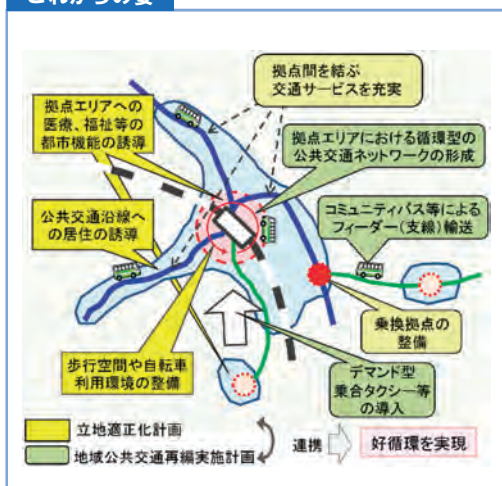 これからの姿
拠点間を結ぶ
交通サービスを充実
拠点エリアへの
医療、福祉等の
都市機能の誘導
拠点エリアにおける循環型の
公共交通ネットワークの形成
公共交通沿線へ
の居住の誘導
コミュニティバス等による
フィーダー(支線)輸送
乗換拠点の
整備
歩行空間や自転車
利用環境の整備
デマンド型
乗合タクシー等
の導入
立地適正化計画
地域公共交通再編実施計画
連携
好循環を実現